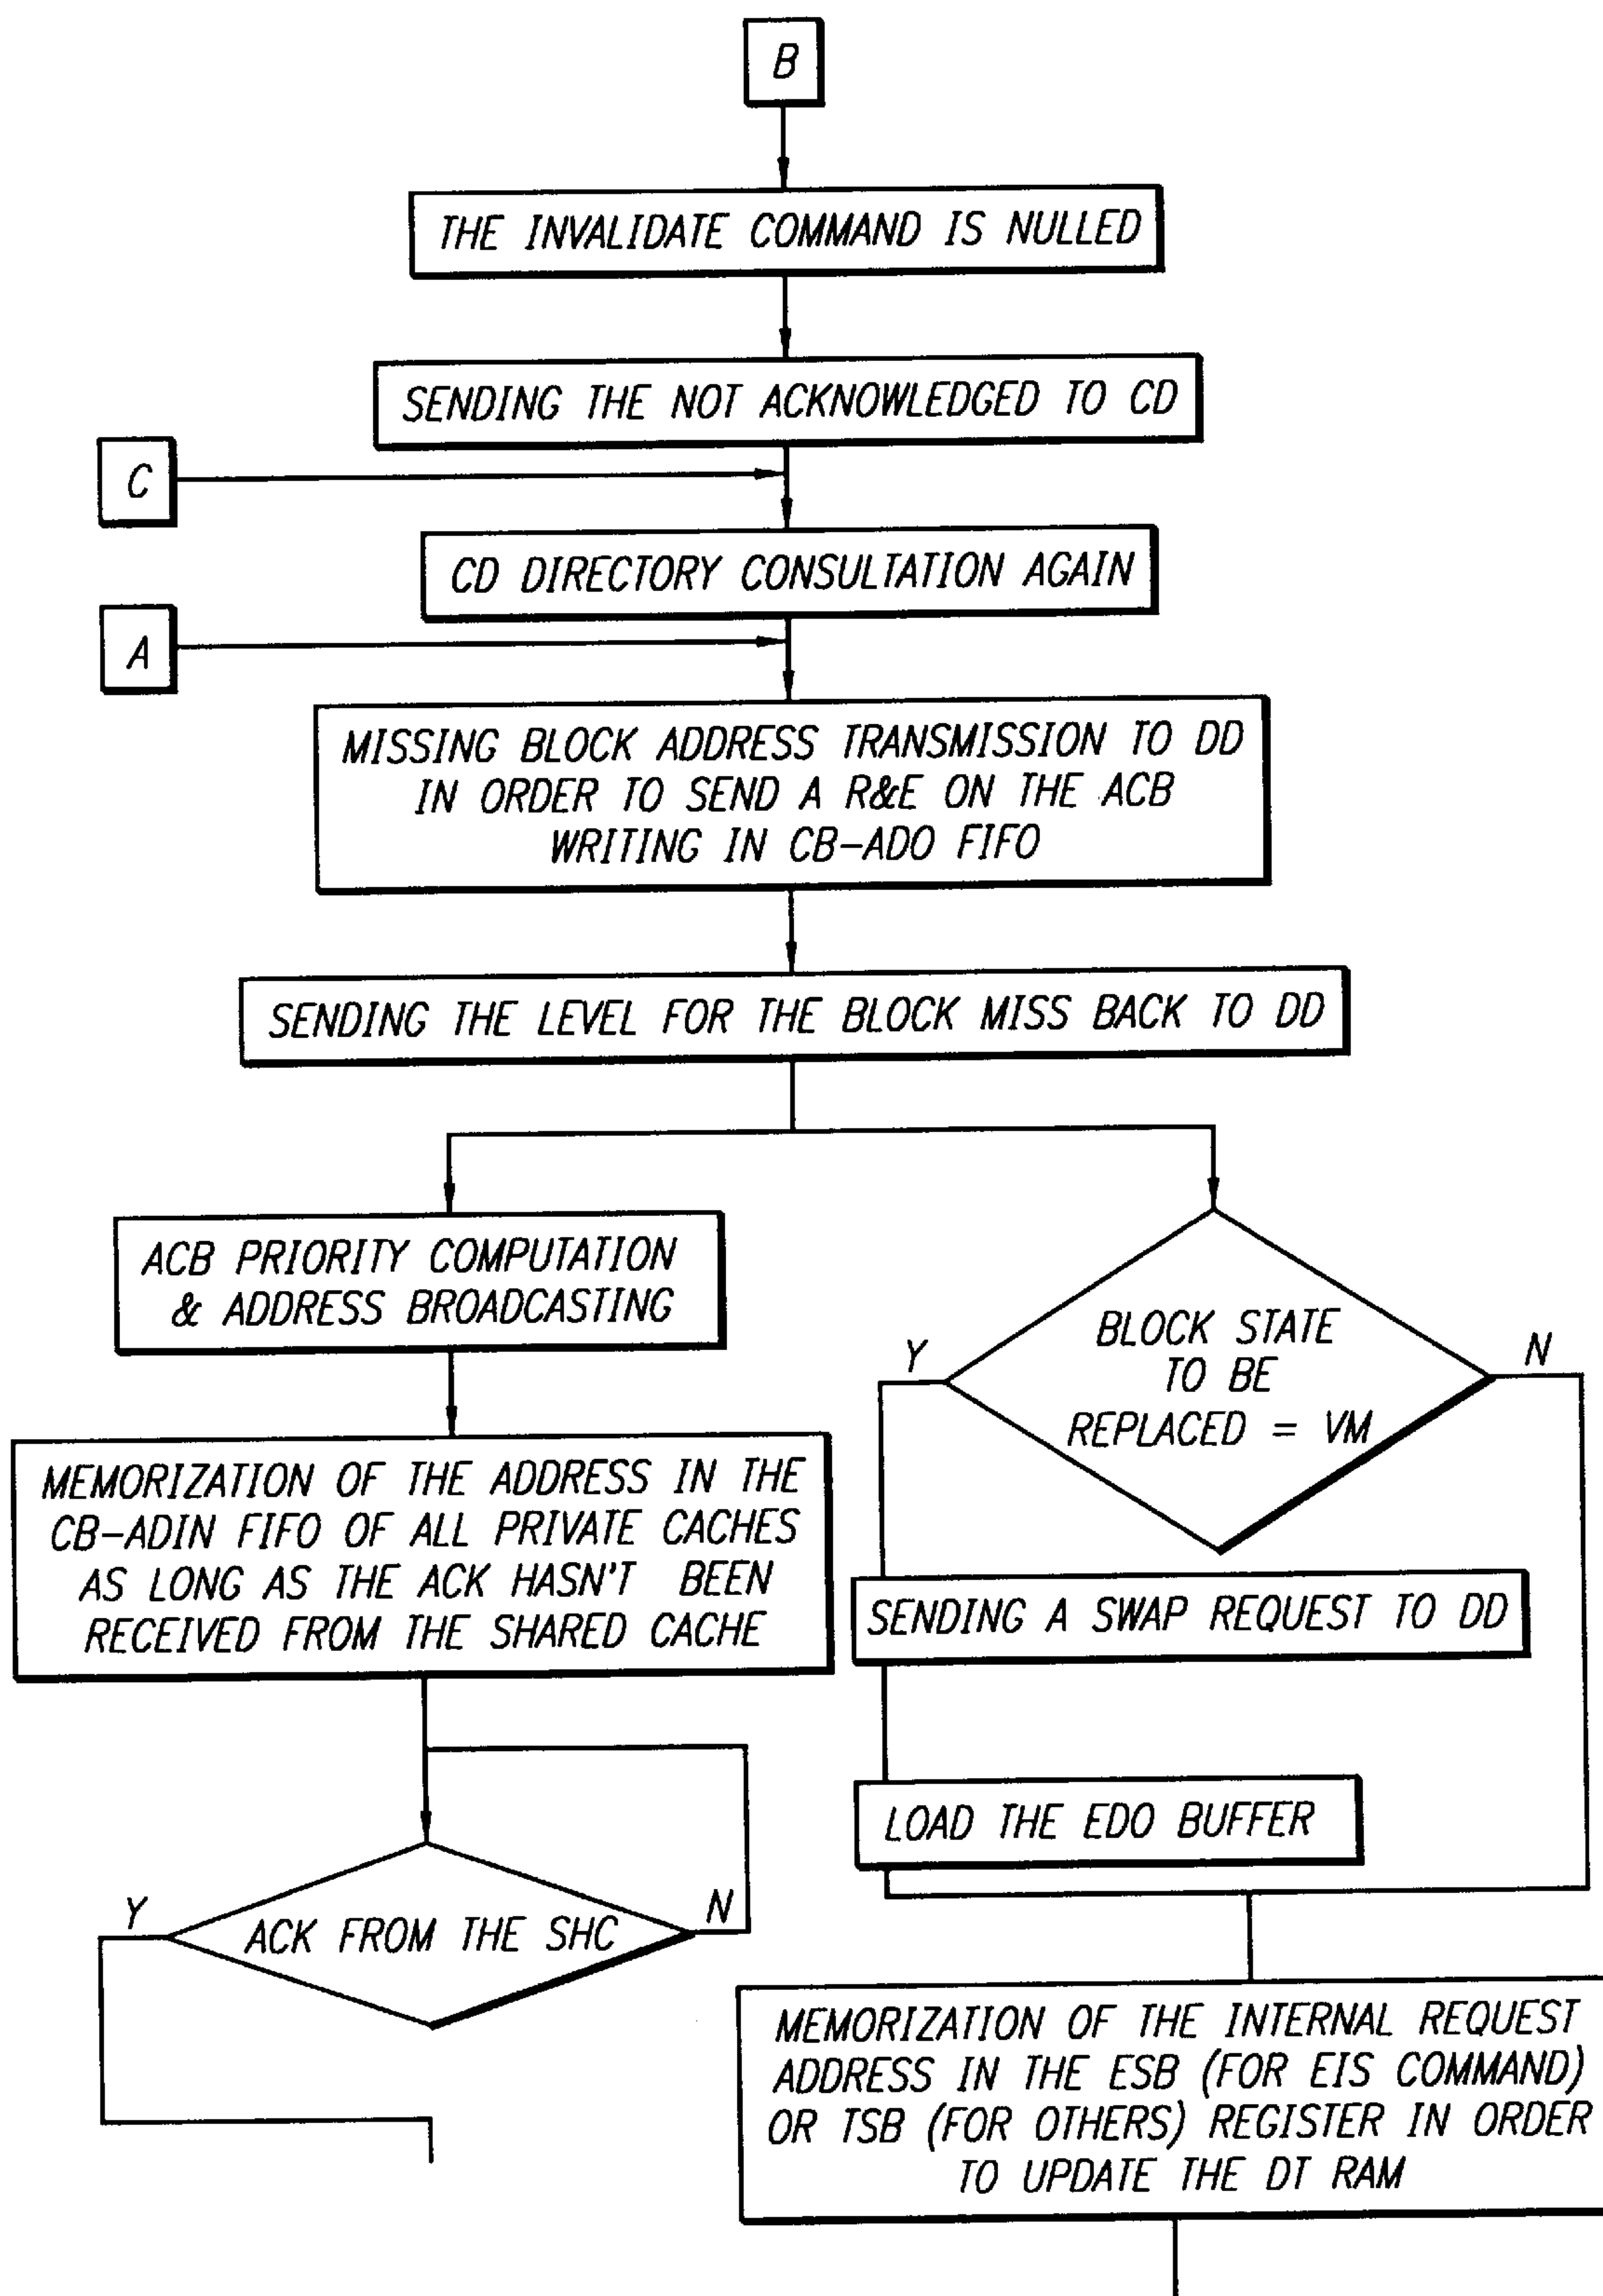 B
THE INVALIDATE COMMAND IS NULLED
SENDING THE NOT ACKNOWLEDGED TO CD
C
CD DIRECTORY CONSULTATION AGAIN
A
MISSING BLOCK ADDRESS TRANSMISSION TO DD
IN ORDER TO SEND A R&E ON THE ACB
WRITING IN CB-ADO FIFO
SENDING THE LEVEL FOR THE BLOCK MISS BACK TO DD
ACB PRIORITY COMPUTATION
& ADDRESS BROADCASTING
BLOCK STATE
TO BE
REPLACED = VM
Y
N
MEMORIZATION OF THE ADDRESS IN THE
CB-ADIN FIFO OF ALL PRIVATE CACHES
AS LONG AS THE ACK HASN'T BEEN
RECEIVED FROM THE SHARED CACHE
SENDING A SWAP REQUEST TO DD
LOAD THE EDO BUFFER
Y
ACK FROM THE SHC
N
MEMORIZATION OF THE INTERNAL REQUEST
ADDRESS IN THE ESB (FOR EIS COMMAND)
OR TSB (FOR OTHERS) REGISTER IN ORDER
TO UPDATE THE DT RAM